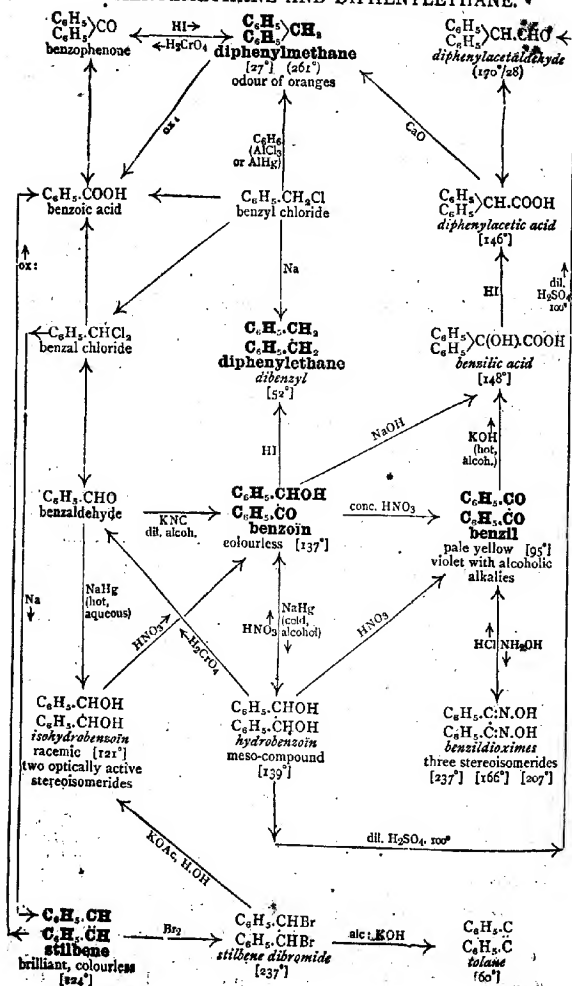 AND DIPHENYLETHANE.
C₆H₅
C₆H₅ 〉CO
benzophenone
HI→
←H₂CrO₄
C₆H₅
C₆H₅ 〉CH₂
diphenylmethane
[27°] (261°)
odour of oranges
C₆H₅
C₆H₅ 〉CH.CHO
diphenylacetaldehyde
(170°/28)
ox:
C₆H₆
(AlCl₃
or AlHg)
CaO
C₆H₅.COOH
benzoic acid
C₆H₅.CH₂Cl
benzyl chloride
C₆H₅
C₆H₅ 〉CH.COOH
diphenylacetic acid
[146°]
↑
ox:
Na
HI
↑
dil.
H₂SO₄
100°
C₆H₅.CHCl₂
benzal chloride
C₆H₅.CH₂
C₆H₅.CH₂
diphenylethane
dibenzyl
[52°]
C₆H₅
C₆H₅ 〉C(OH).COOH
benzilic acid
[148°]
HI
NaOH
↑
KOH
(hot,
alcoh.)
C₆H₅.CHO
benzaldehyde
KNC
dil. alcoh.
C₆H₅.CHOH
C₆H₅.CO
benzoïn
colourless [137°]
conc. HNO₃
C₆H₅.CO
C₆H₅.CO
benzil
pale yellow [95°]
violet with alcoholic
alkalies
Na
↓
NaHg
(hot,
aqueous)
HNO₃→
←H₂CrO₄
↑
HNO₃
NaHg
(cold,
alcohol)
↓
HNO₃
↑
HCl
NH₂OH
↓
C₆H₅.CHOH
C₆H₅.CHOH
isohydrobenzoïn
racemic [121°]
two optically active
stereoisomerides
C₆H₅.CHOH
C₆H₅.CHOH
hydrobenzoïn
meso-compound
[139°]
C₆H₅.C:N.OH
C₆H₅.C:N.OH
benzildioximes
three stereoisomerides
[237°] [166°] [207°]
dil. H₂SO₄, 100°
KOAc, H.OH
C₆H₅.CH
C₆H₅.CH
stilbene
brilliant, colourless
[124°]
Br₂
C₆H₅.CHBr
C₆H₅.CHBr
stilbene dibromide
[237°]
alc: KOH
C₆H₅.C
C₆H₅.C
tolane
[60°]